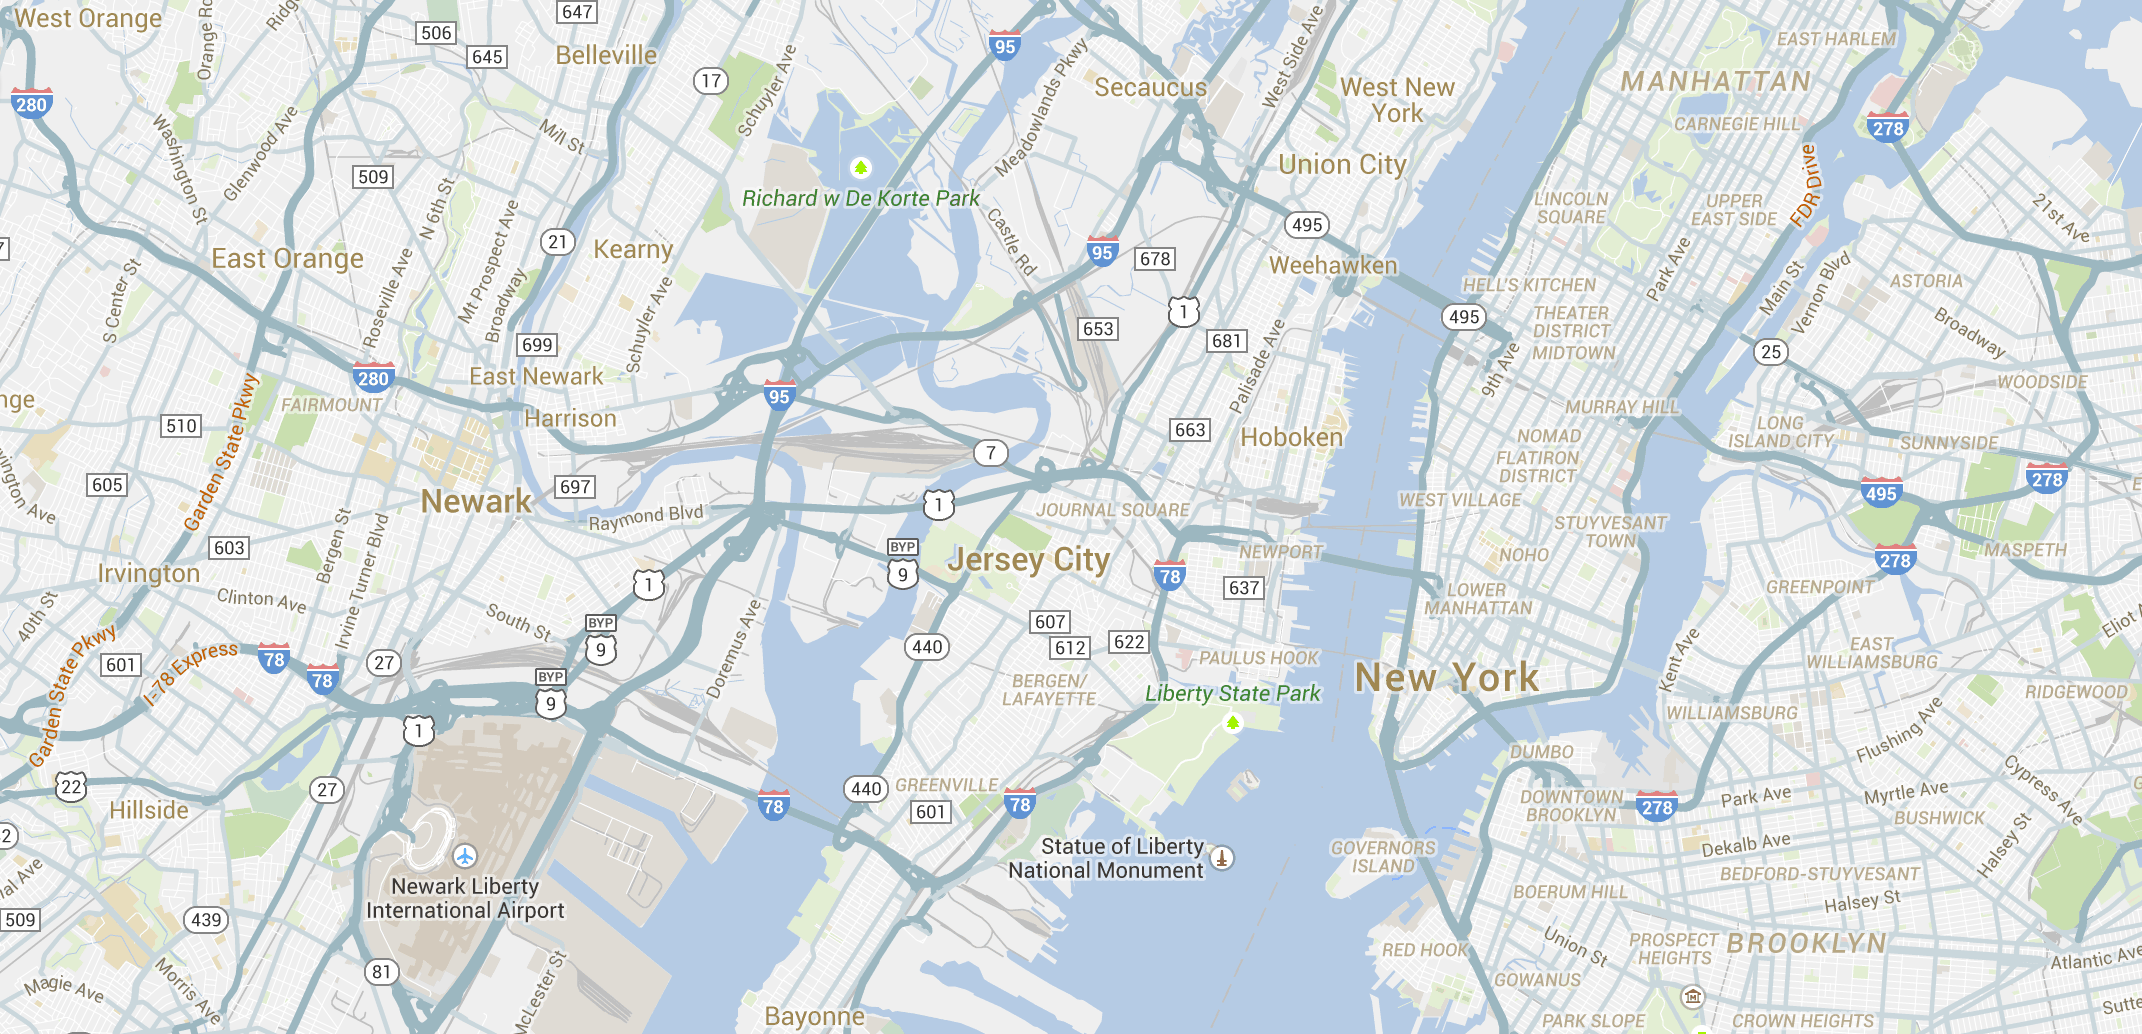 West Orange
Orange Ro
Ridg
647
506
645
Belleville
17
Schuyler Ave
95
Meadowlands Pkwy
Secaucus
West Side Ave
West New
York
EAST HARLEM
MANHATTAN
280
Washington St
Glenwood Ave
Mill St
509
N 6th St
Mt Prospect Ave
Richard w De Korte Park
Union City
CARNEGIE HILL
278
FDR Drive
LINCOLN
SQUARE
UPPER
EAST SIDE
21st Ave
7
East Orange
21
Kearny
Castle Rd
95
678
495
Weehawken
Park Ave
Main St
Vernon Blvd
ASTORIA
S Center St
Roseville Ave
Broadway
Schuyler Ave
1
653
681
HELL'S KITCHEN
495
THEATER
DISTRICT
MIDTOWN
25
Broadway
699
280
East Newark
95
Palisade Ave
9th Ave
WOODSIDE
nge
FAIRMOUNT
Harrison
510
Garden State Pkwy
663
Hoboken
MURRAY HILL
LONG
ISLAND CITY
SUNNYSIDE
7
NOMAD
FLATIRON
DISTRICT
605
vington Ave
Newark
697
Raymond Blvd
1
JOURNAL SQUARE
WEST VILLAGE
495
278
E
STUYVESANT
TOWN
603
Bergen St
Irvine Turner Blvd
BYP
9
Jersey City
NEWPORT
NOHO
278
MASPETH
Irvington
1
78
637
LOWER
MANHATTAN
GREENPOINT
Clinton Ave
40th St
South St
BYP
9
Doremus Ave
607
612
622
440
Eliot A
Garden State Pkwy
601
I-78 Express
78
78
27
BYP
9
PAULUS HOOK
Kent Ave
EAST
WILLIAMSBURG
BERGEN/
LAFAYETTE
Liberty State Park
New York
RIDGEWOOD
WILLIAMSBURG
1
Flushing Ave
DUMBO
22
27
Hillside
78
440
GREENVILLE
601
78
DOWNTOWN
BROOKLYN
278
Park Ave
Myrtle Ave
Cypress Ave
G
BUSHWICK
2
Statue of Liberty
National Monument
GOVERNORS
ISLAND
Dekalb Ave
Halsey St
ial Ave
Newark Liberty
International Airport
BOERUM HILL
BEDFORD-STUYVESANT
Halsey St
509
439
RED HOOK
Union St
PROSPECT
HEIGHTS
BROOKLYN
Atlantic Ave
Magie Ave
Morris Ave
81
McLester St
GOWANUS
Bayonne
PARK SLOPE
CROWN HEIGHTS
Sutte